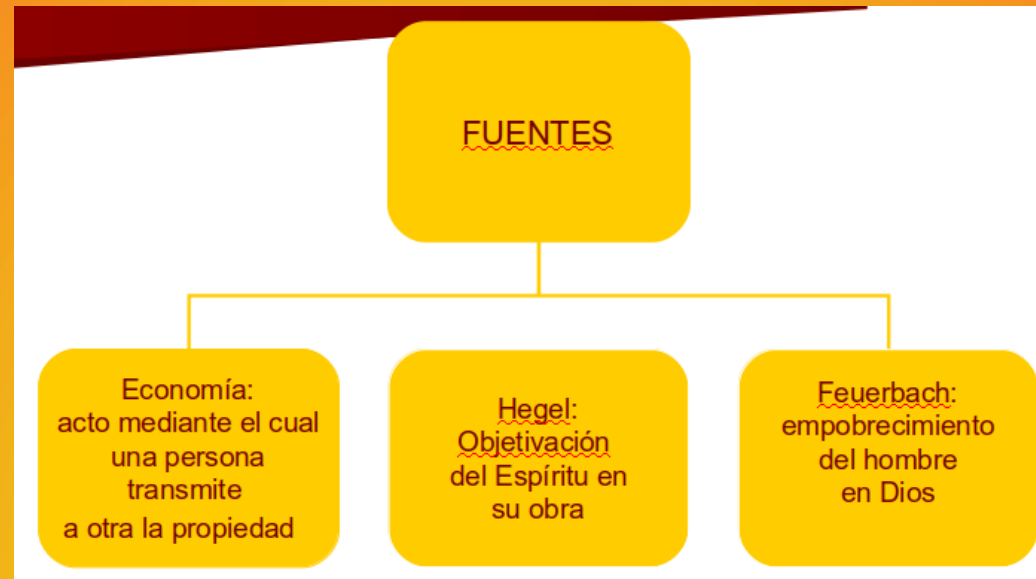 FUENTES
Economía:
acto mediante el cual
una persona
transmite
a otra la propiedad
Hegel:
Objetivación
del Espíritu en
su obra
Feuerbach:
empobrecimiento
del hombre
en Dios